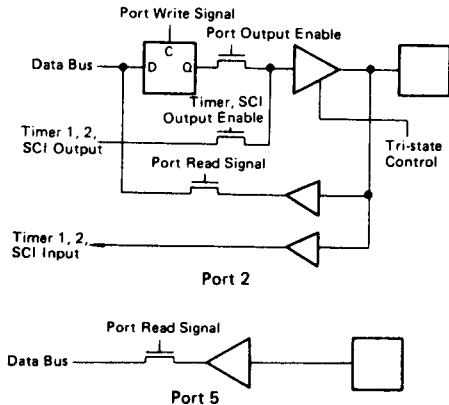 Port Write Signal
C
Port Output Enable
Data Bus
D
Q
Timer, SCI
Output Enable
Timer 1, 2,
SCI Output
Port Read Signal
Tri-state
Control
Timer 1, 2,
SCI Input
Port 2
Port Read Signal
Data Bus
Port 5